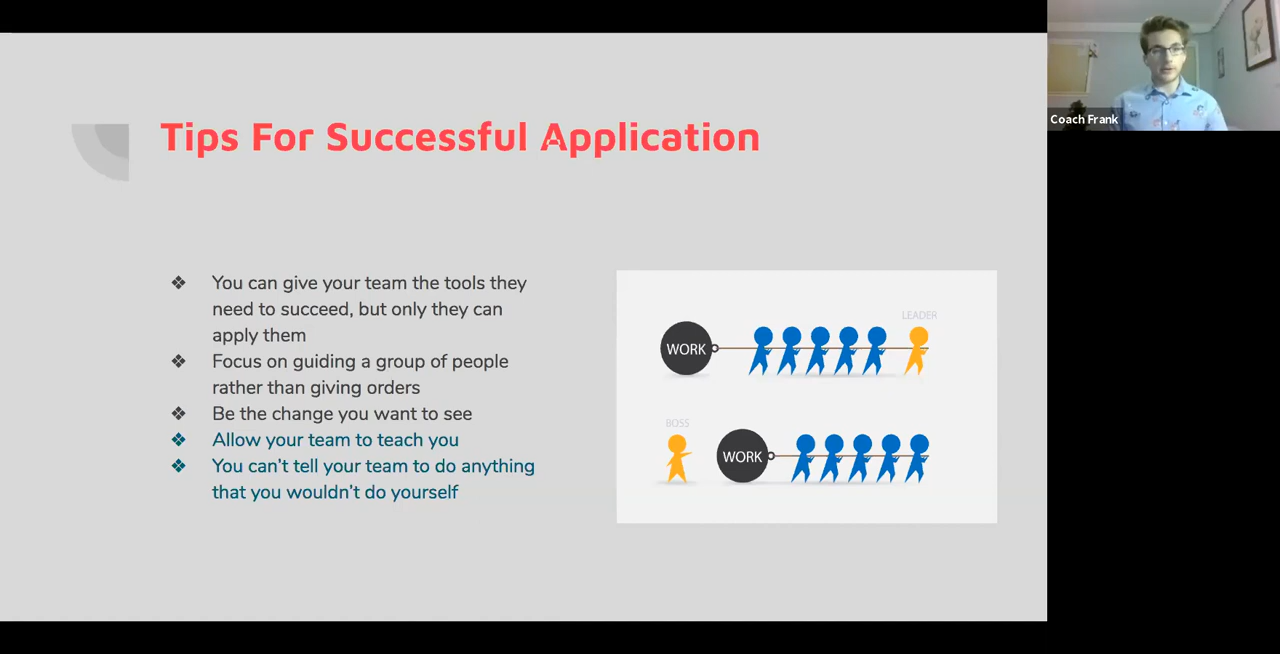 Tips For Successful Application
❖ You can give your team the tools they
need to succeed, but only they can
apply them
❖ Focus on guiding a group of people
rather than giving orders
❖ Be the change you want to see
❖ Allow your team to teach you
❖ You can't tell your team to do anything
that you wouldn't do yourself
LEADER
WORK
BOSS
WORK
Coach Frank